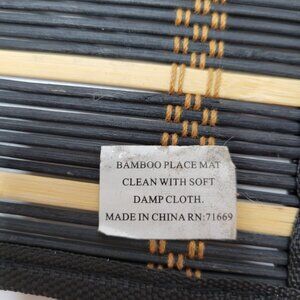 BAMBOO PLACE MAT
CLEAN WITH SOFT
DAMP CLOTH.
MADE IN CHINA RN:71669